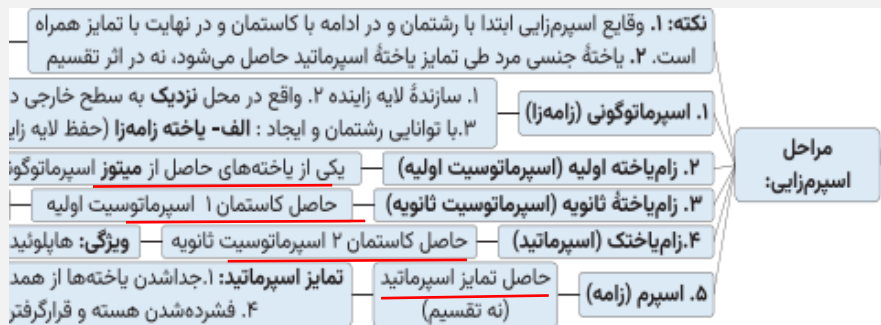 نکته: ۱. وقایع اسپرم‌زایی ابتدا با رشتمان و در ادامه با کاستمان و در نهایت با تمایز همراه
است. ۲. یاختهٔ جنسی مرد طی تمایز یاختهٔ اسپرماتید حاصل می‌شود، نه در اثر تقسیم
مراحل
اسپرم‌زایی:
۱. اسپرماتوگونی (زامه‌زا)
۱. سازندهٔ لایه زاینده ۲. واقع در محل نزدیک به سطح خارجی
۳.با توانایی رشتمان و ایجاد : الف- یاخته زامه‌زا (حفظ لایه
۲. زام‌یاخته اولیه (اسپرماتوسیت اولیه)
یکی از یاخته‌های حاصل از میتوز
۳. زام‌یاختهٔ ثانویه (اسپرماتوسیت ثانویه)
حاصل کاستمان ۱ اسپرماتوسیت اولیه
۴.زام‌یاختک (اسپرماتید)
حاصل کاستمان ۲ اسپرماتوسیت ثانویه
ویژگی: هاپلوئید
۵. اسپرم (زامه)
حاصل تمایز اسپرماتید
(نه تقسیم)
تمایز اسپرماتید: ۱.جداشدن یاخته‌ها از
۴. فشرده‌شدن هسته و